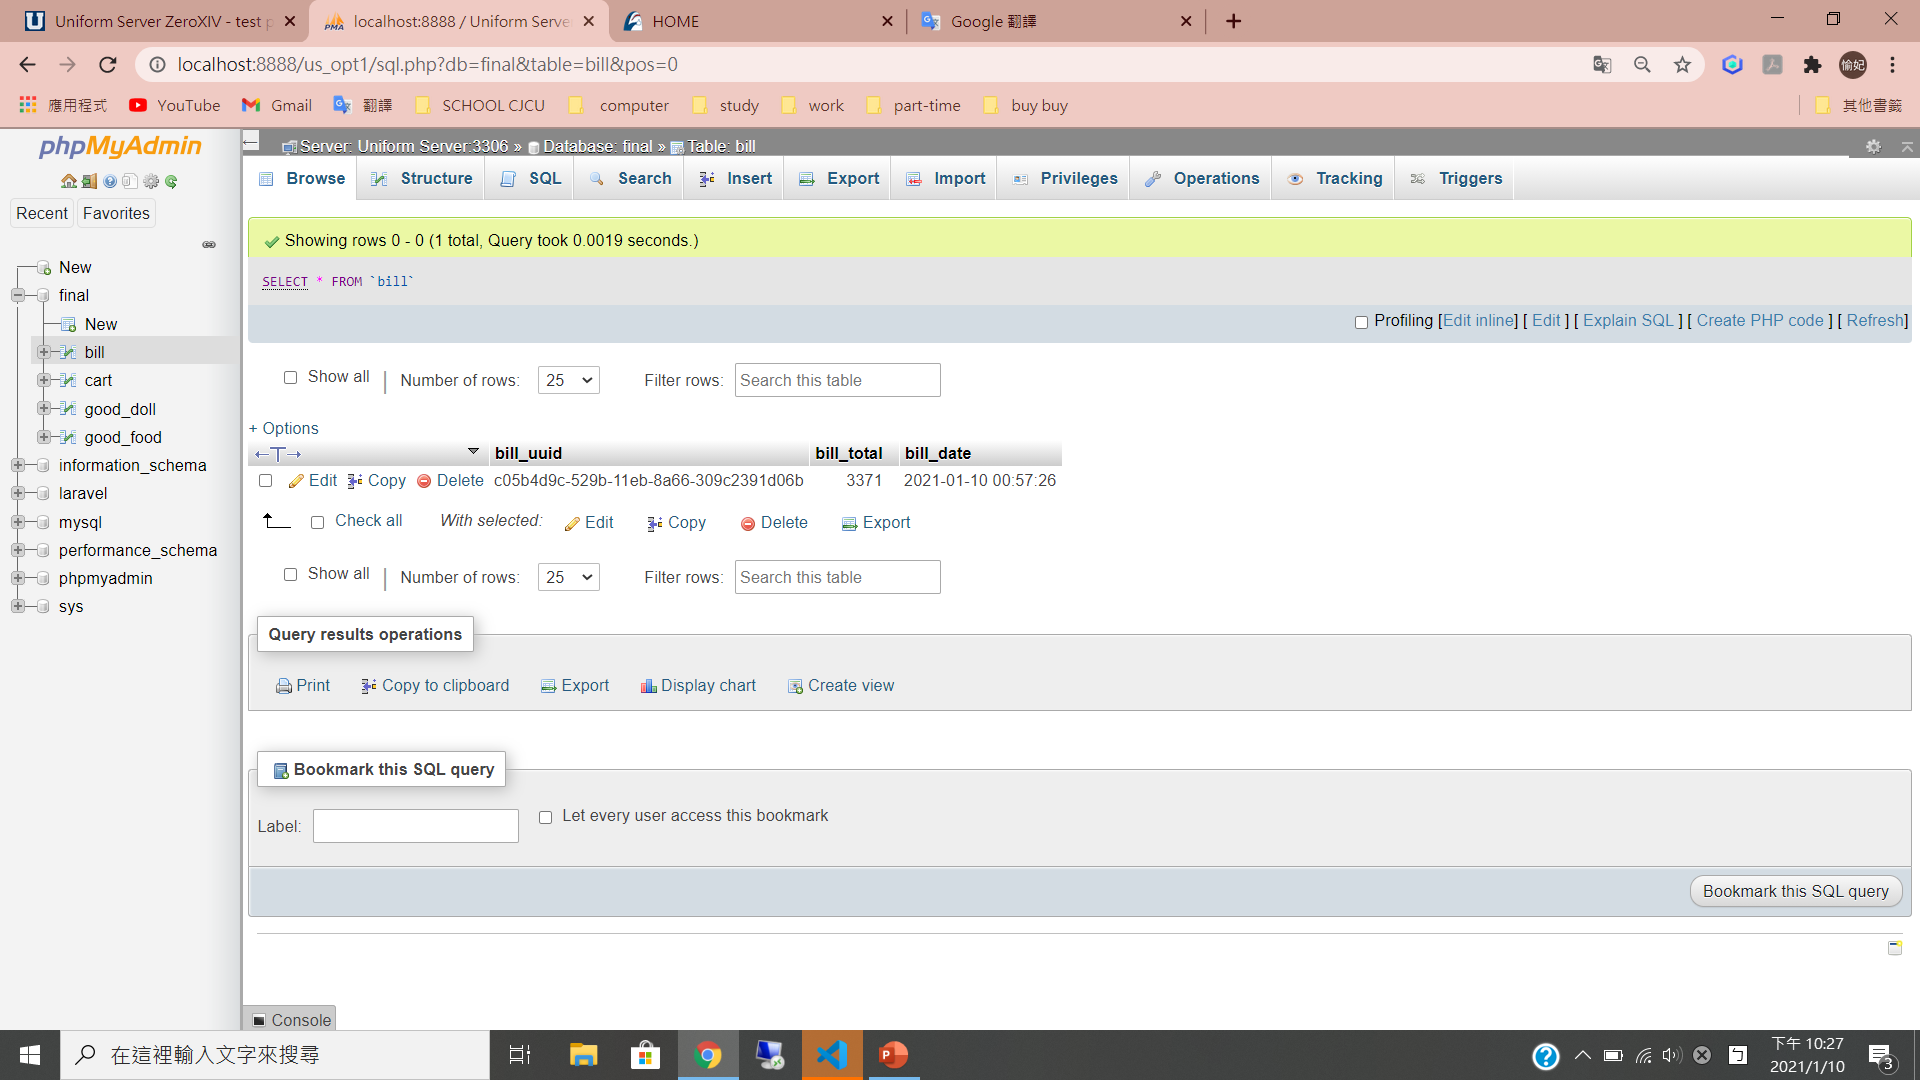 Uniform Server ZeroXIV - test p
localhost:8888 / Uniform Serve
HOME
Google 翻譯
localhost:8888/us_opt1/sql.php?db=final&table=bill&pos=0
愉妃
應用程式
YouTube
Gmail
翻譯
SCHOOL CJCU
computer
study
work
part-time
buy buy
其他書籤
phpMyAdmin
Recent
Favorites
New
final
New
bill
cart
good_doll
good_food
information_schema
laravel
mysql
performance_schema
phpmyadmin
sys
Server: Uniform Server:3306 » Database: final » Table: bill
Browse
Structure
SQL
Search
Insert
Export
Import
Privileges
Operations
Tracking
Triggers
Showing rows 0 - 0 (1 total, Query took 0.0019 seconds.)
SELECT * FROM `bill`
Profiling [Edit inline] [ Edit ] [ Explain SQL ] [ Create PHP code ] [ Refresh]
Show all | Number of rows: 25 Filter rows: Search this table
+ Options
←T→ bill_uuid bill_total bill_date
Edit Copy Delete c05b4d9c-529b-11eb-8a66-309c2391d06b 3371 2021-01-10 00:57:26
Check all With selected: Edit Copy Delete Export
Show all | Number of rows: 25 Filter rows: Search this table
Query results operations
Print Copy to clipboard Export Display chart Create view
Bookmark this SQL query
Label: Let every user access this bookmark
Bookmark this SQL query
Console
在這裡輸入文字來搜尋
下午 10:27
2021/1/10
3